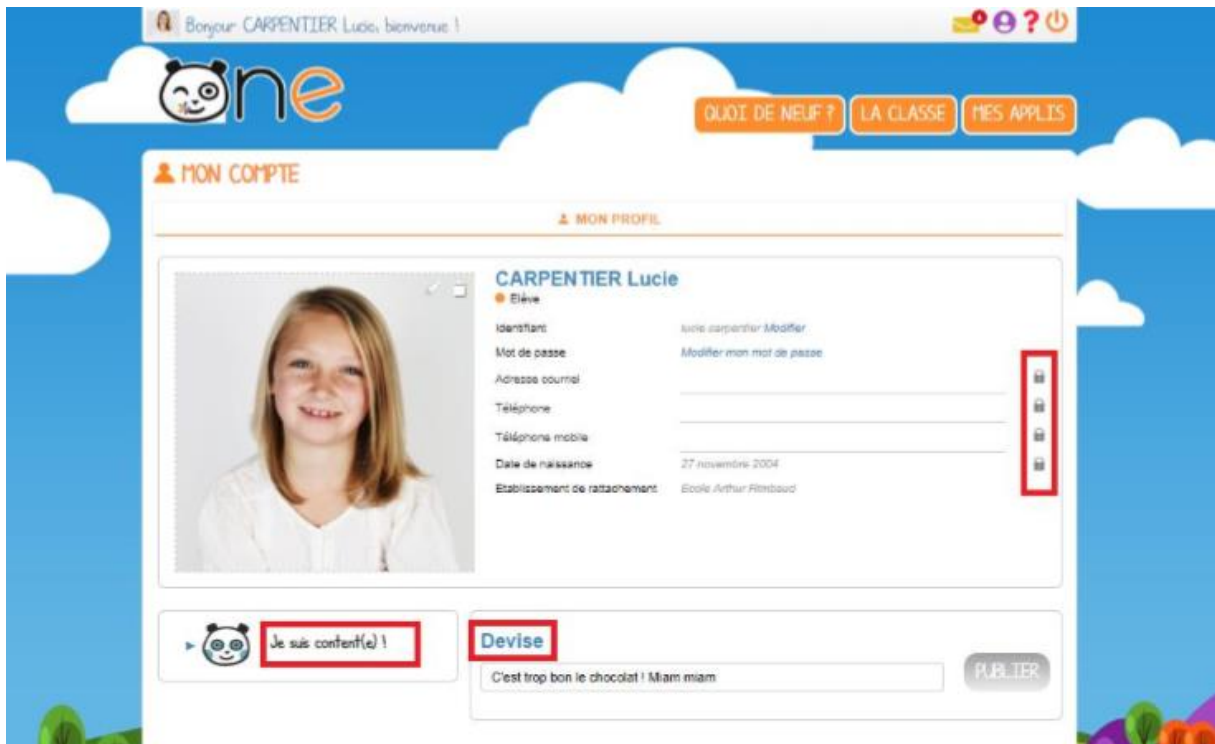 Bonjour CARPENTIER Lucie, bienvenue !
?
one
QUOI DE NEUF ? LA CLASSE MES APPLIS
MON COMPTE
MON PROFIL
CARPENTIER Lucie
Elève
Identifiant lucie.carpentier Modifier
Mot de passe Modifier mon mot de passe
Adresse courriel
Téléphone
Téléphone mobile
Date de naissance 27 novembre 2004
Etablissement de rattachement Ecole Arthur Rimbaud
Je suis content(e) !
Devise
C'est trop bon le chocolat ! Miam miam
PUBLIER